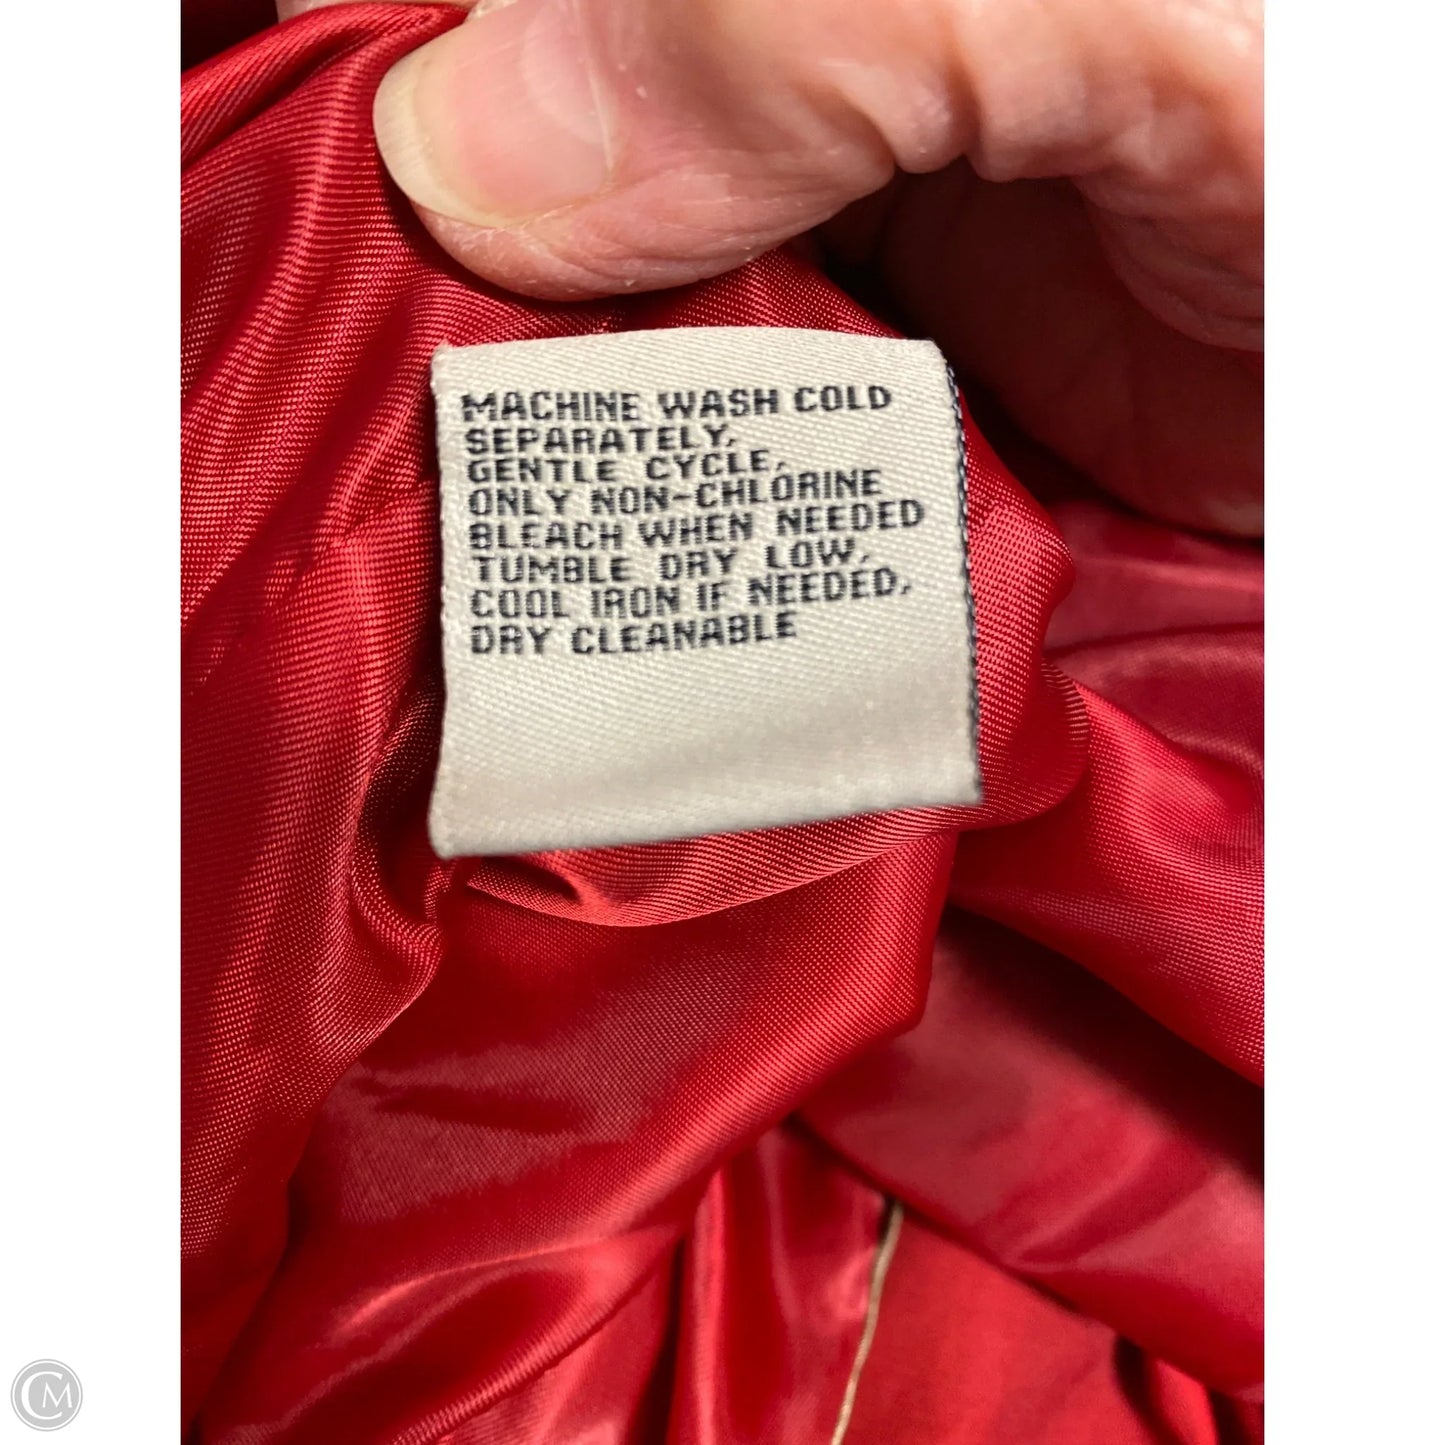 MACHINE WASH COLD
SEPARATELY,
GENTLE CYCLE,
ONLY NON-CHLORINE
BLEACH WHEN NEEDED
TUMBLE DRY LOW,
COOL IRON IF NEEDED,
DRY CLEANABLE
CM